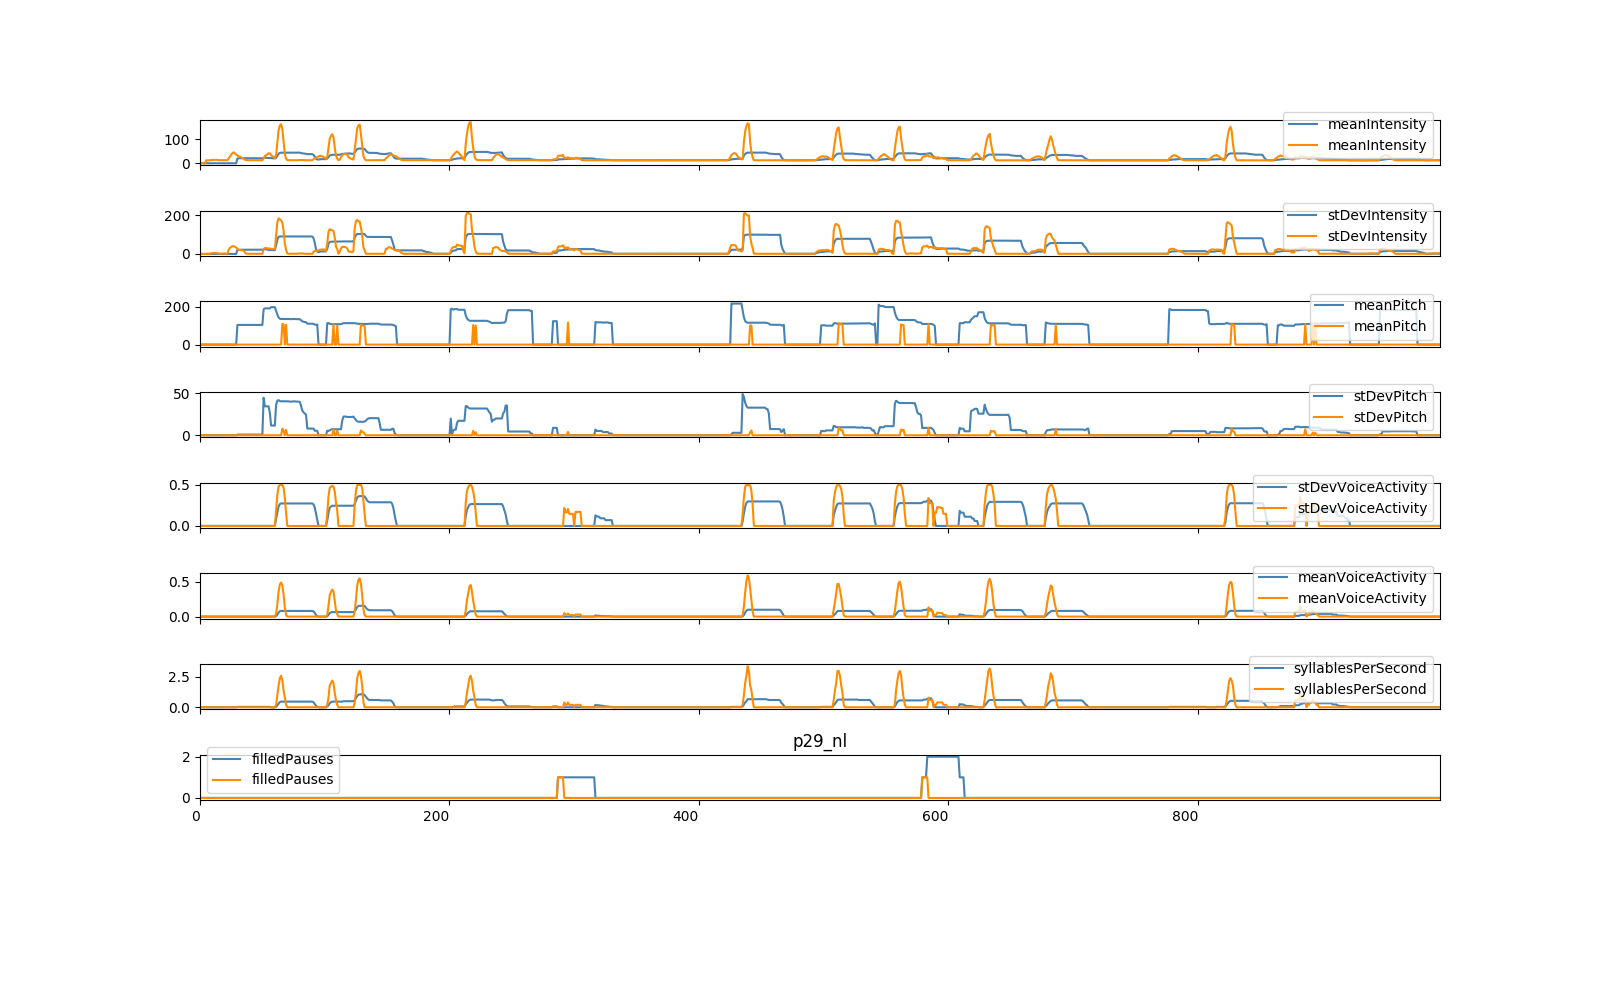 meanIntensity
meanIntensity
100
0
stDevIntensity
stDevIntensity
200
0
meanPitch
meanPitch
200
0
stDevPitch
stDevPitch
50
0
stDevVoiceActivity
stDevVoiceActivity
0.5
0.0
meanVoiceActivity
meanVoiceActivity
0.5
0.0
syllablesPerSecond
syllablesPerSecond
2.5
0.0
p29_nl
filledPauses
filledPauses
2
0
0 200 400 600 800